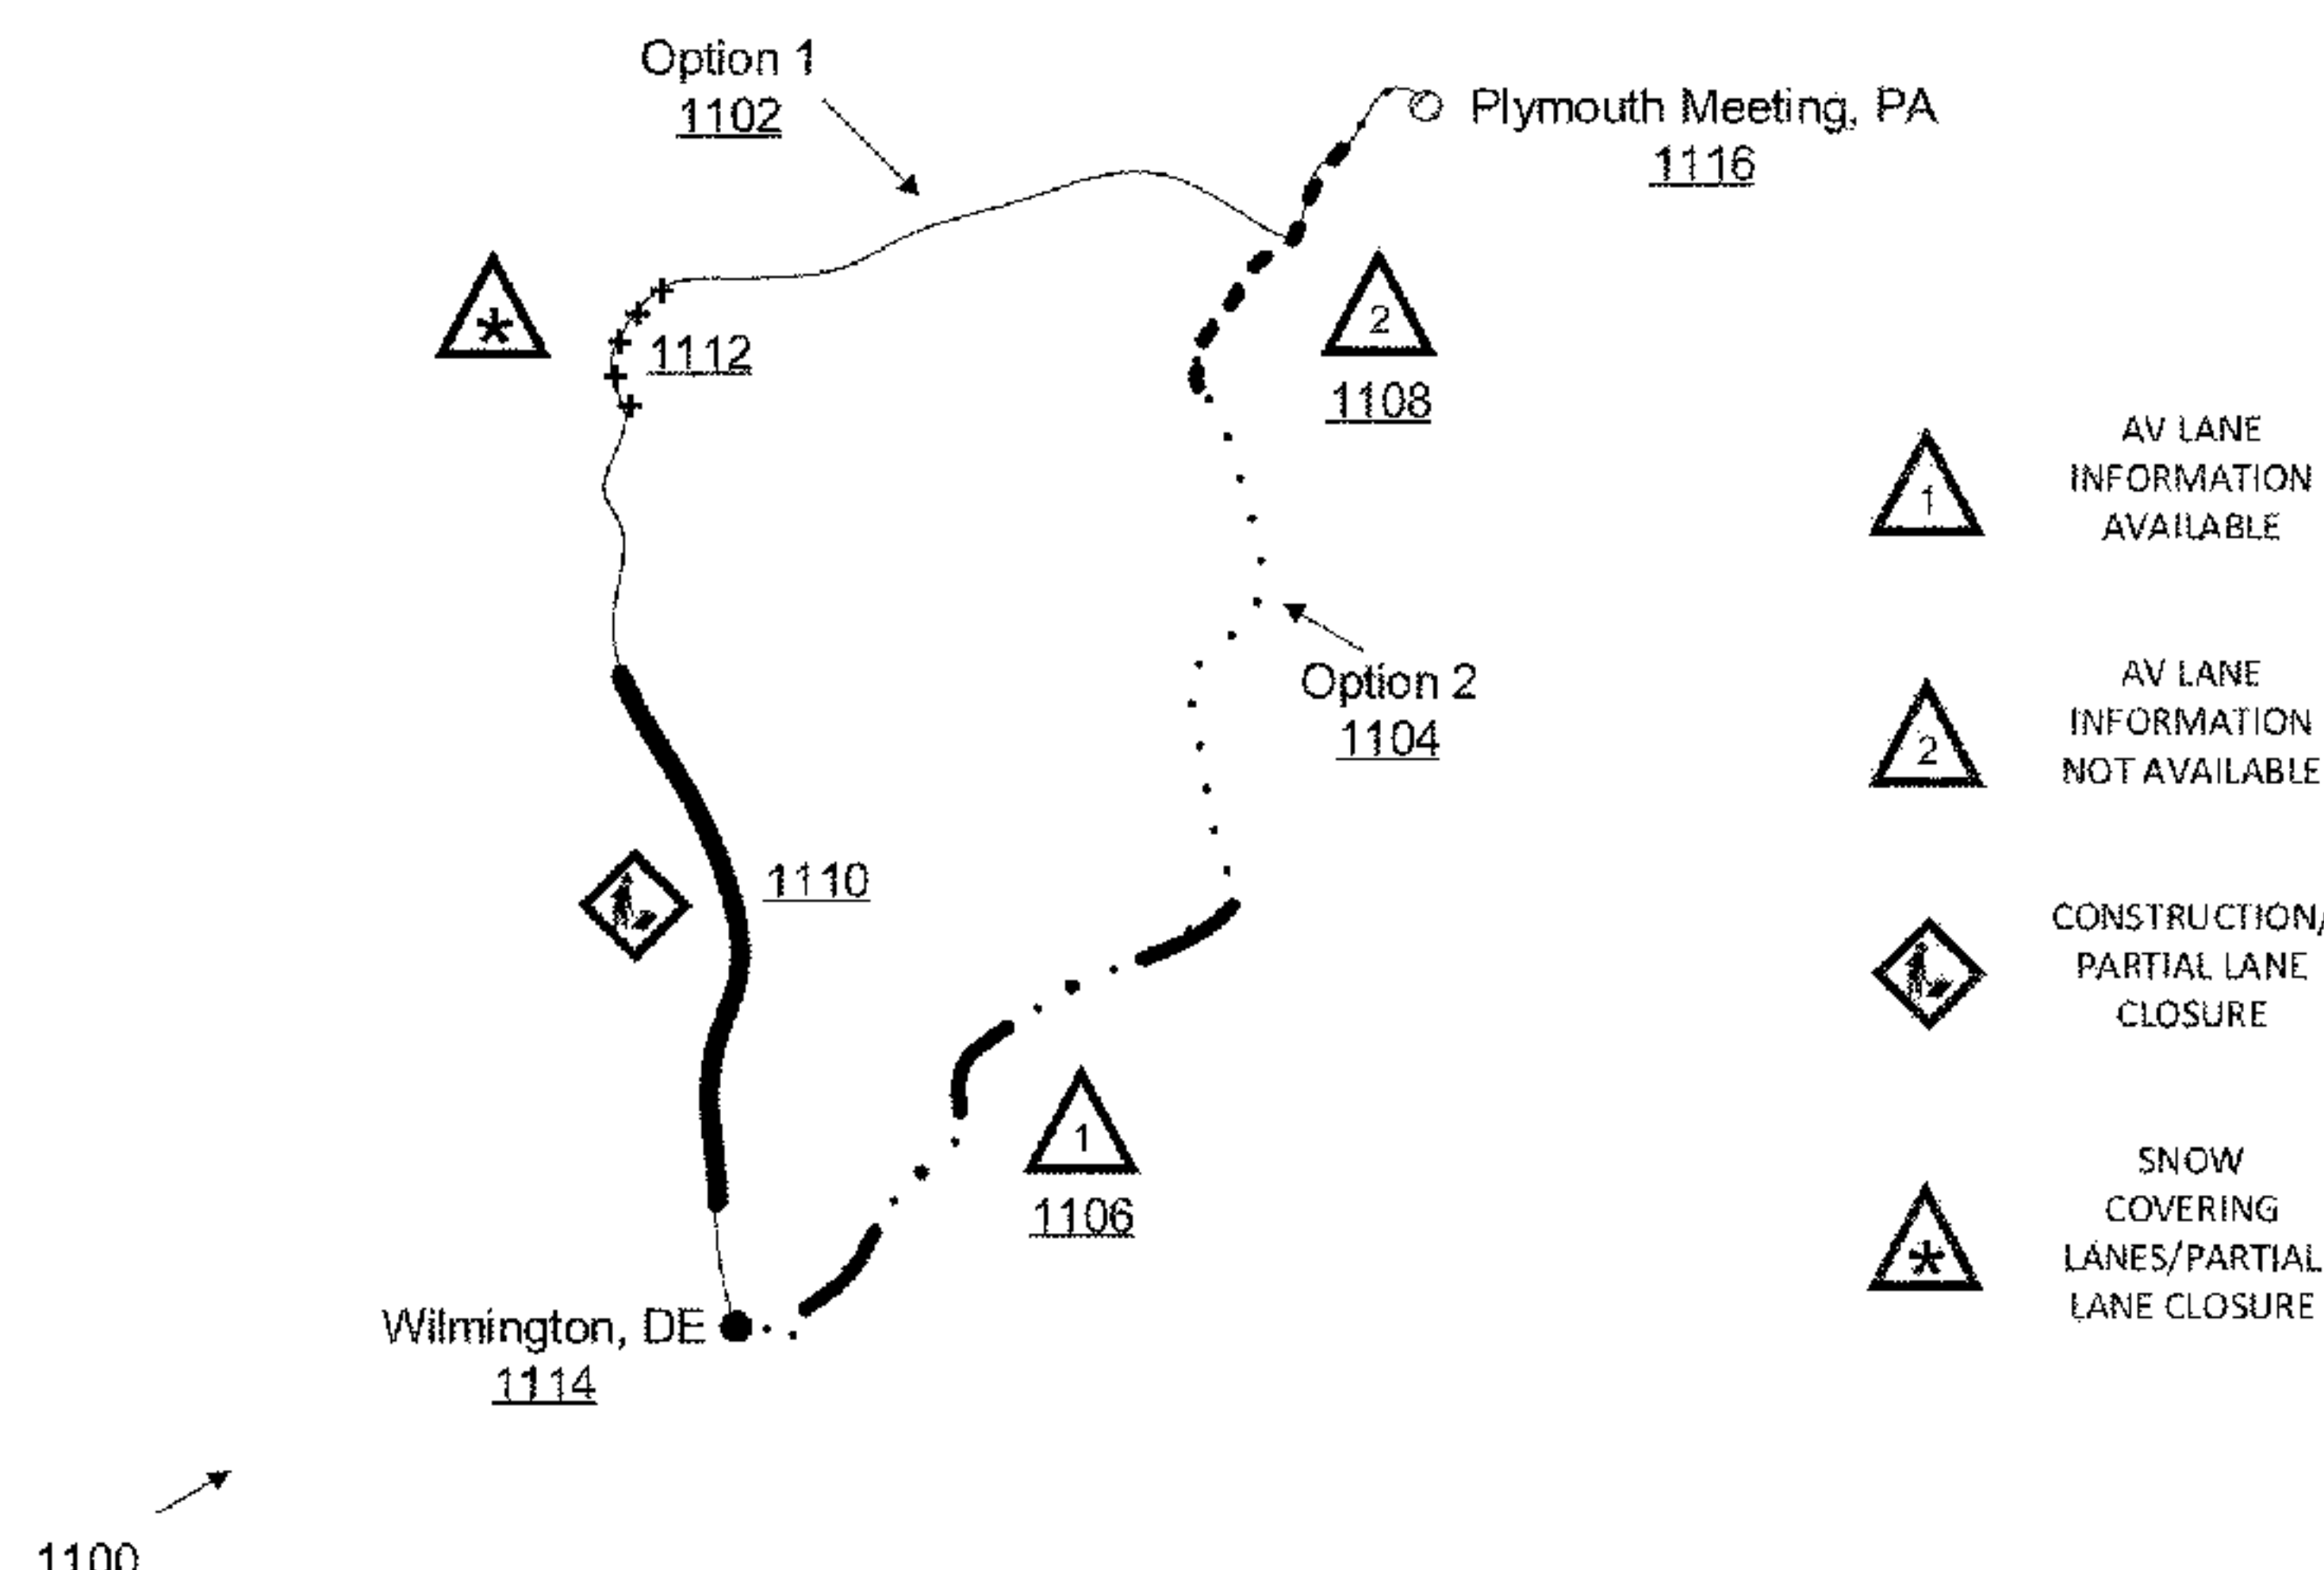 Option 1
1102
Plymouth Meeting, PA
1116
*
1112
2
1108
Option 2
1104
1110
1
1106
Wilmington, DE
1114
1100
1
AV LANE
INFORMATION
AVAILABLE
2
AV LANE
INFORMATION
NOT AVAILABLE
CONSTRUCTION/
PARTIAL LANE
CLOSURE
*
SNOW
COVERING
LANES/PARTIAL
LANE CLOSURE